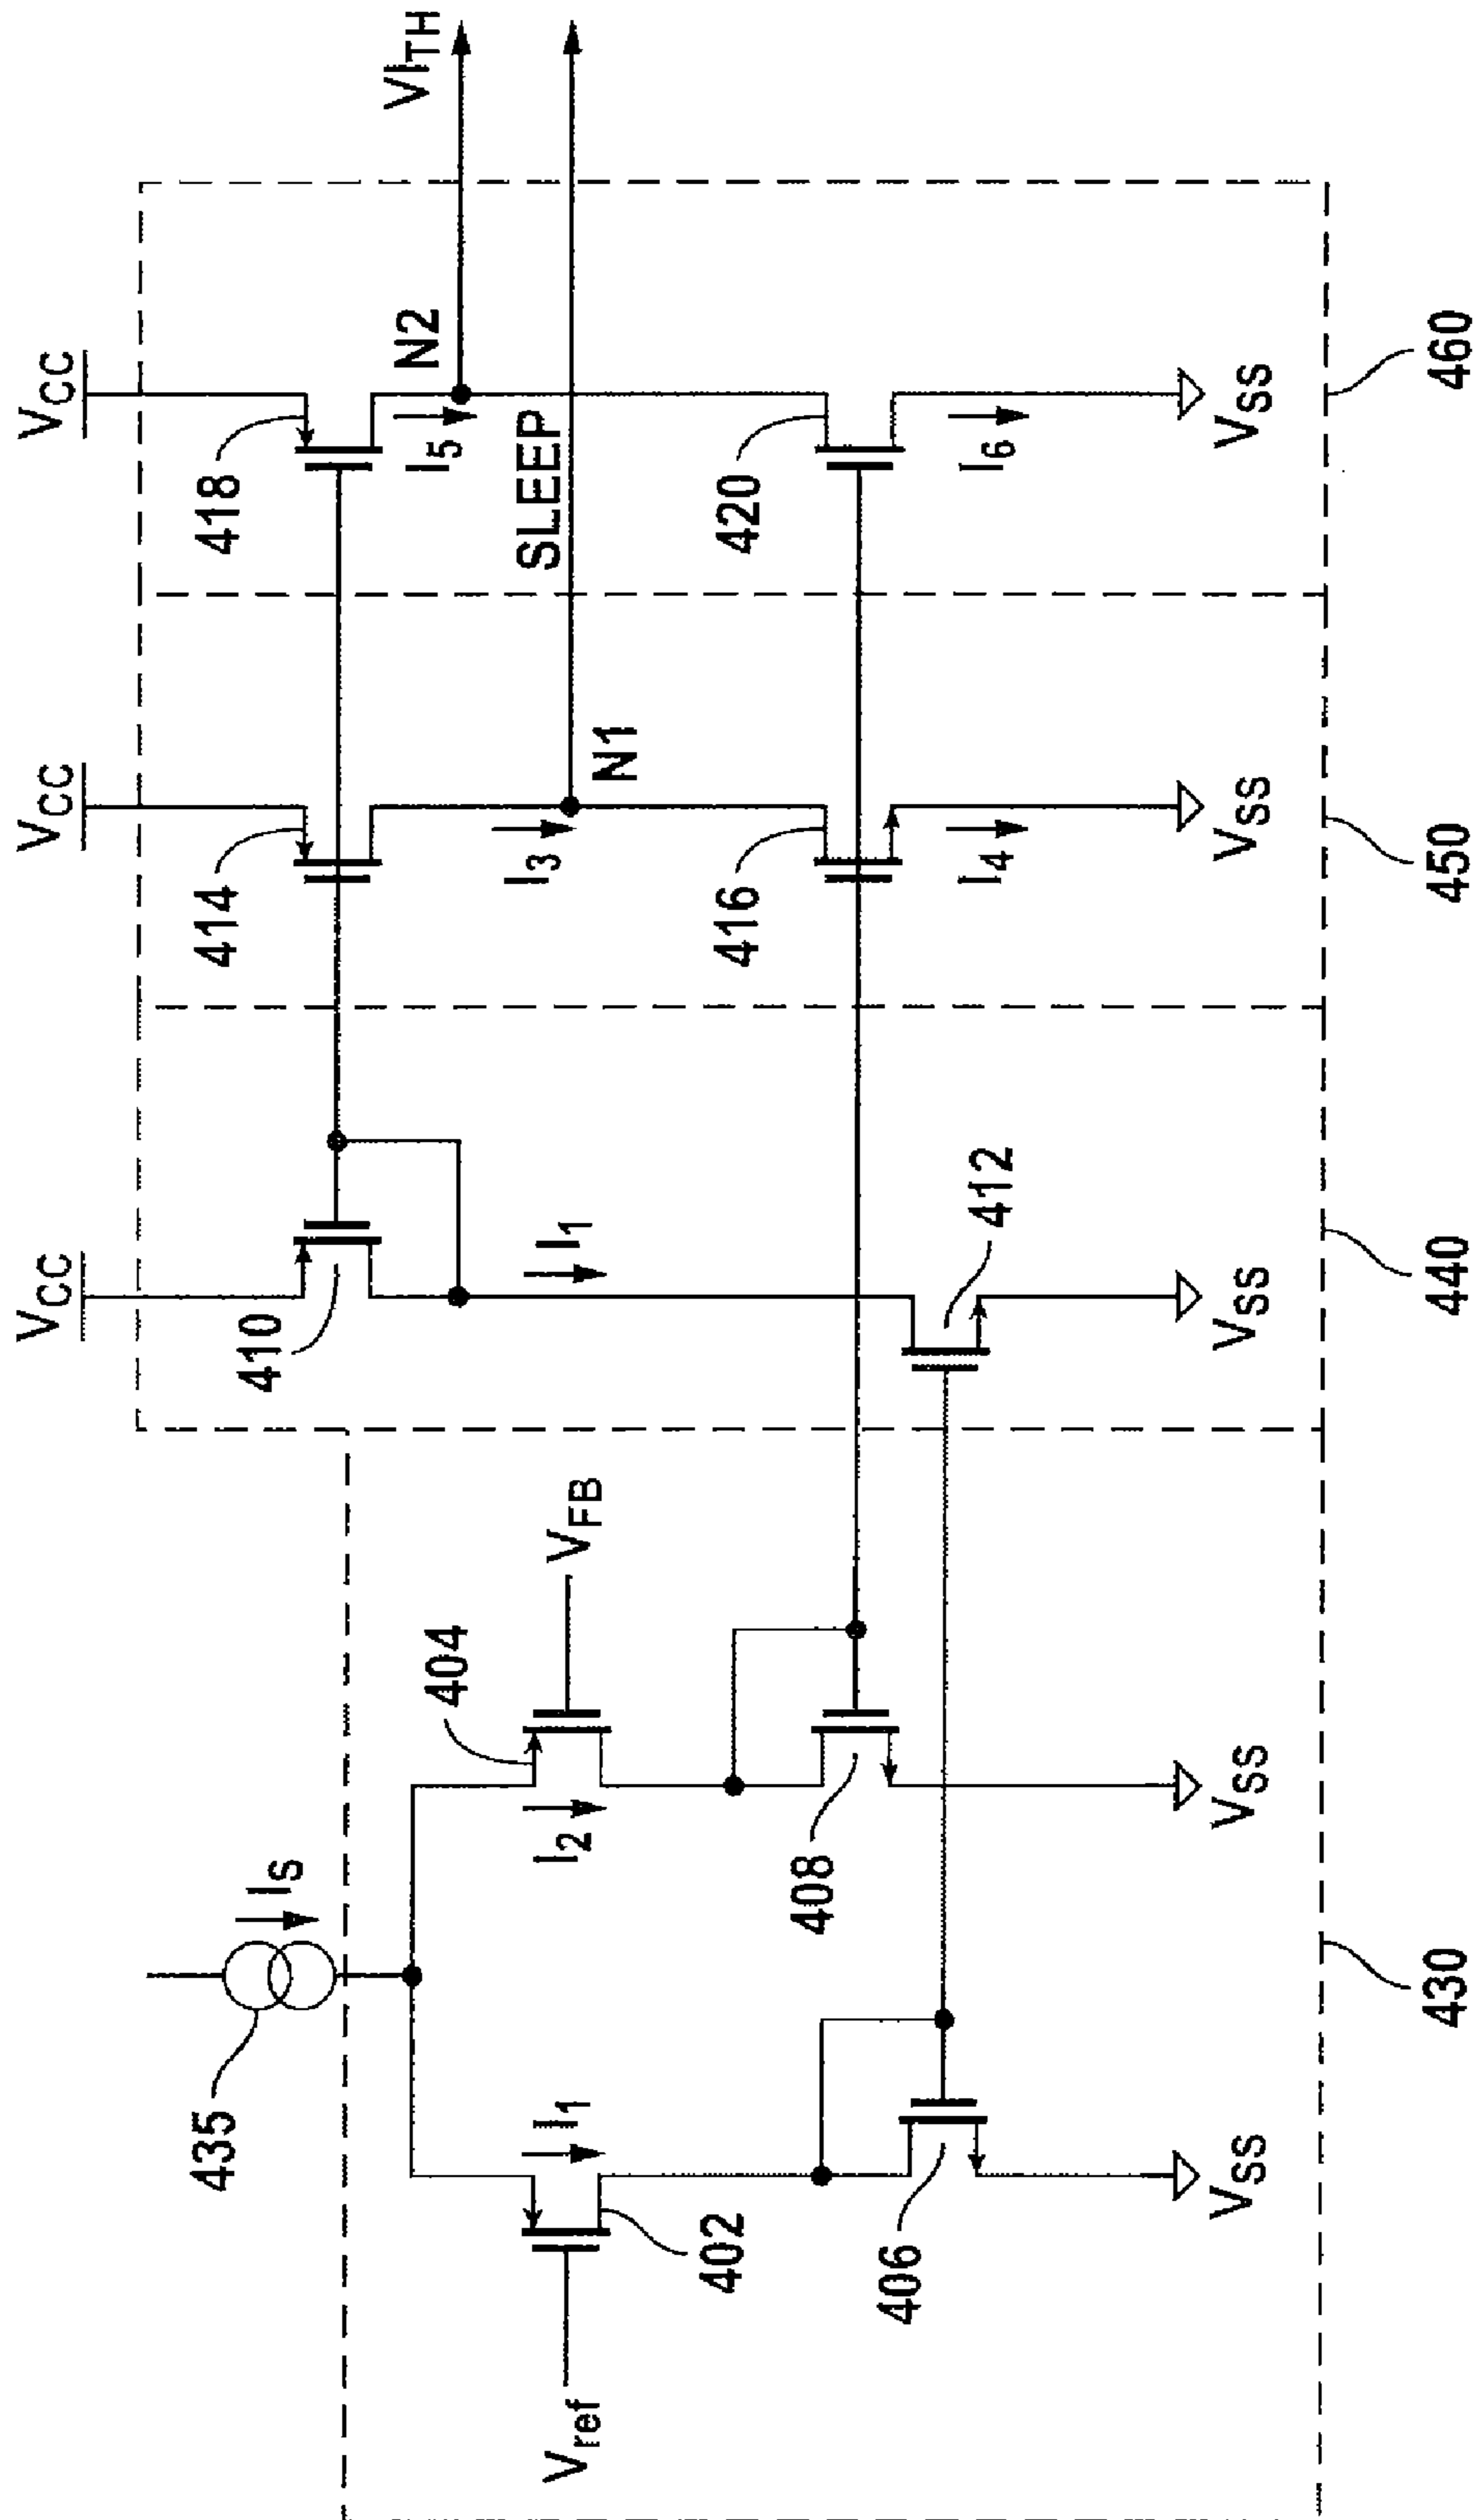 435
I_S
V_CC
V_CC
V_CC
410
414
418
V_ref
402
I_1
404
I_2
V_FB
I_1
I_3
I_5
N2
VI_TH
SLEEP
N1
406
408
412
416
420
I_4
I_6
V_SS
V_SS
V_SS
V_SS
V_SS
430
440
450
460